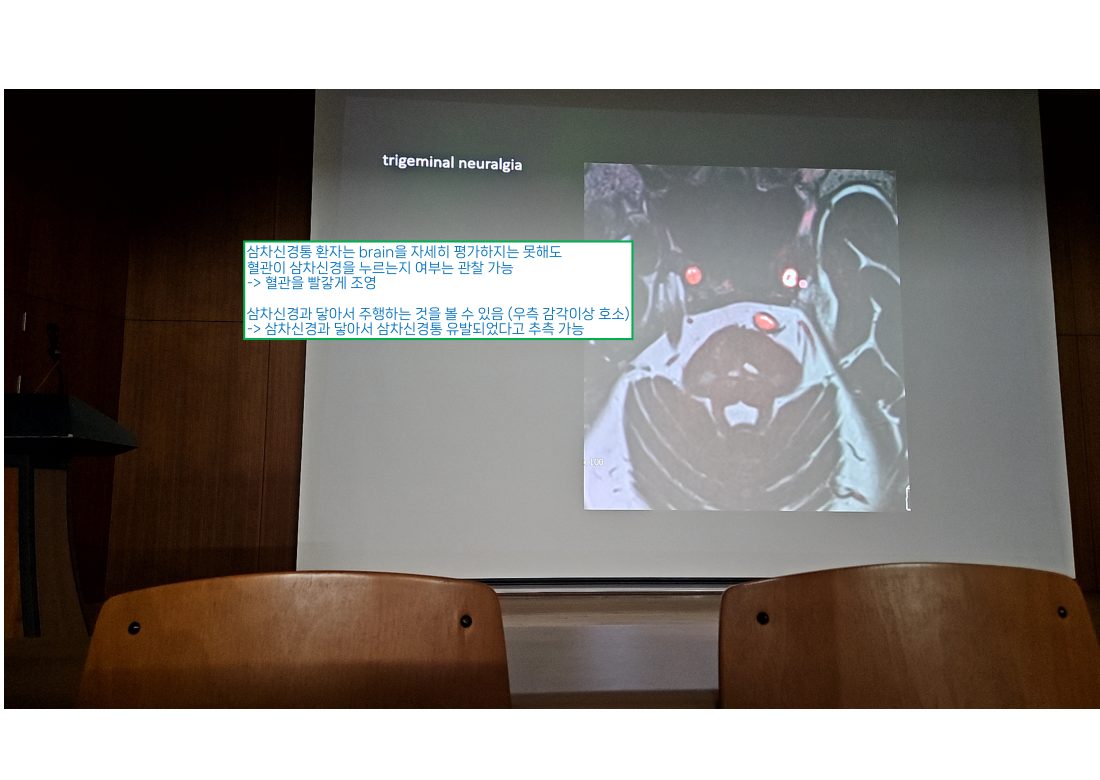 trigeminal neuralgia
삼차신경통 환자는 brain을 자세히 평가하지는 못해도
혈관이 삼차신경을 누르는지 여부는 관찰 가능
-> 혈관을 빨갛게 조영
삼차신경과 닿아서 주행하는 것을 볼 수 있음 (우측 감각이상 호소)
-> 삼차신경과 닿아서 삼차신경통 유발되었다고 추측 가능